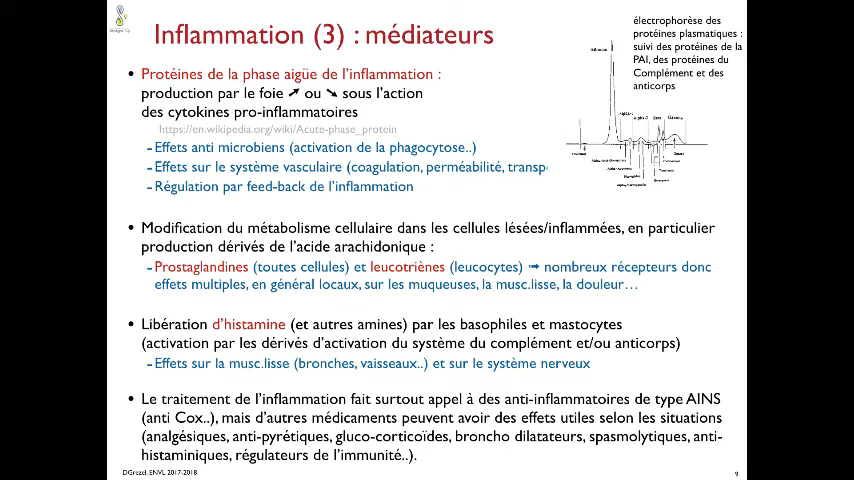 Inflammation (3) : médiateurs
électrophorèse des
protéines plasmatiques :
suivi des protéines de la
PAI, des protéines du
Complément et des
anticorps
• Protéines de la phase aigüe de l'inflammation :
production par le foie ➚ ou ➘ sous l'action
des cytokines pro-inflammatoires
https://en.wikipedia.org/wiki/Acute-phase_protein
- Effets anti microbiens (activation de la phagocytose..)
- Effets sur le système vasculaire (coagulation, perméabilité, transp
- Régulation par feed-back de l'inflammation
• Modification du métabolisme cellulaire dans les cellules lésées/inflammées, en particulier
production dérivés de l'acide arachidonique :
- Prostaglandines (toutes cellules) et leucotriènes (leucocytes) ➞ nombreux récepteurs donc
effets multiples, en général locaux, sur les muqueuses, la musc.lisse, la douleur…
• Libération d'histamine (et autres amines) par les basophiles et mastocytes
(activation par les dérivés d'activation du système du complément et/ou anticorps)
- Effets sur la musc.lisse (bronches, vaisseaux..) et sur le système nerveux
• Le traitement de l'inflammation fait surtout appel à des anti-inflammatoires de type AINS
(anti Cox..), mais d'autres médicaments peuvent avoir des effets utiles selon les situations
(analgésiques, anti-pyrétiques, gluco-corticoïdes, broncho dilatateurs, spasmolytiques, anti-
histaminiques, régulateurs de l'immunité..).
DGrezel, ENVL 2017-2018
9